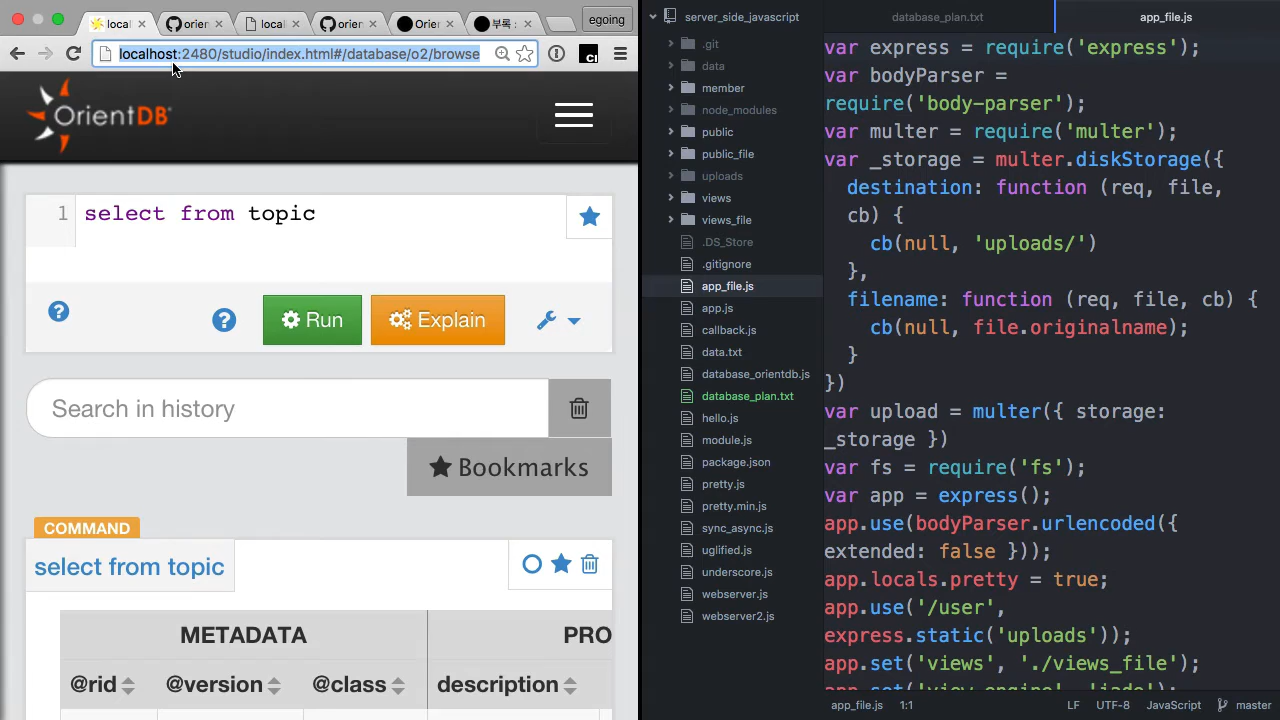 local
orien
local
orien
Orien
부록 :
egoing
localhost:2480/studio/index.html#/database/o2/browse
OrientDB
1 select from topic
Run
Explain
Search in history
Bookmarks
COMMAND
select from topic
METADATA
PRO
@rid
@version
@class
description
server_side_javascript
.git
data
member
node_modules
public
public_file
uploads
views
views_file
.DS_Store
.gitignore
app_file.js
app.js
callback.js
data.txt
database_orientdb.js
database_plan.txt
hello.js
module.js
package.json
pretty.js
pretty.min.js
sync_async.js
uglified.js
underscore.js
webserver.js
webserver2.js
database_plan.txt
app_file.js
var express = require('express');
var bodyParser =
require('body-parser');
var multer = require('multer');
var _storage = multer.diskStorage({
destination: function (req, file,
cb) {
cb(null, 'uploads/')
},
filename: function (req, file, cb) {
cb(null, file.originalname);
}
})
var upload = multer({ storage:
_storage })
var fs = require('fs');
var app = express();
app.use(bodyParser.urlencoded({
extended: false }));
app.locals.pretty = true;
app.use('/user',
express.static('uploads'));
app.set('views', './views_file');
app.set('view engine', 'jade');
app_file.js
1:1
LF
UTF-8
JavaScript
master